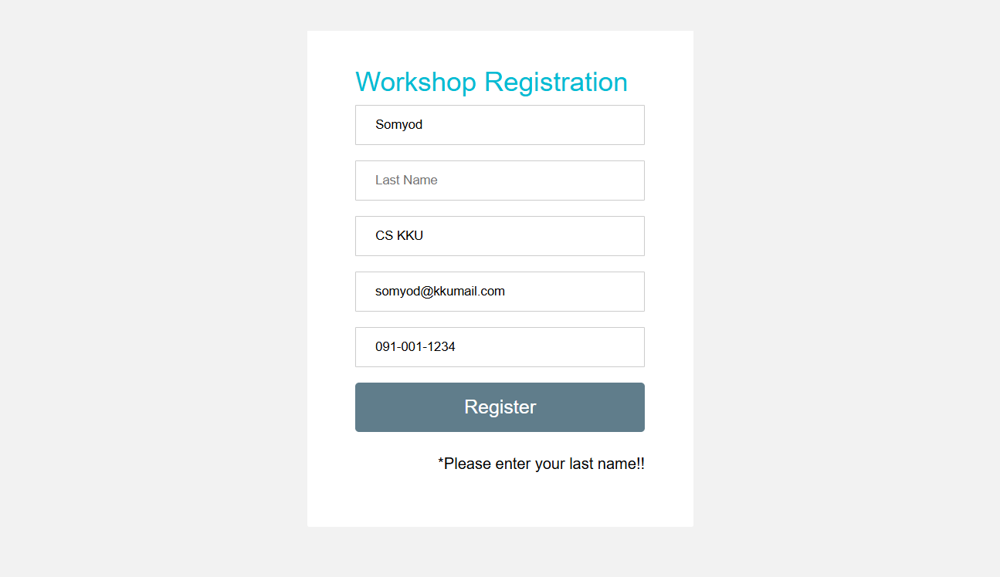 Workshop Registration
Somyod
Last Name
CS KKU
somyod@kkumail.com
091-001-1234
Register
*Please enter your last name!!